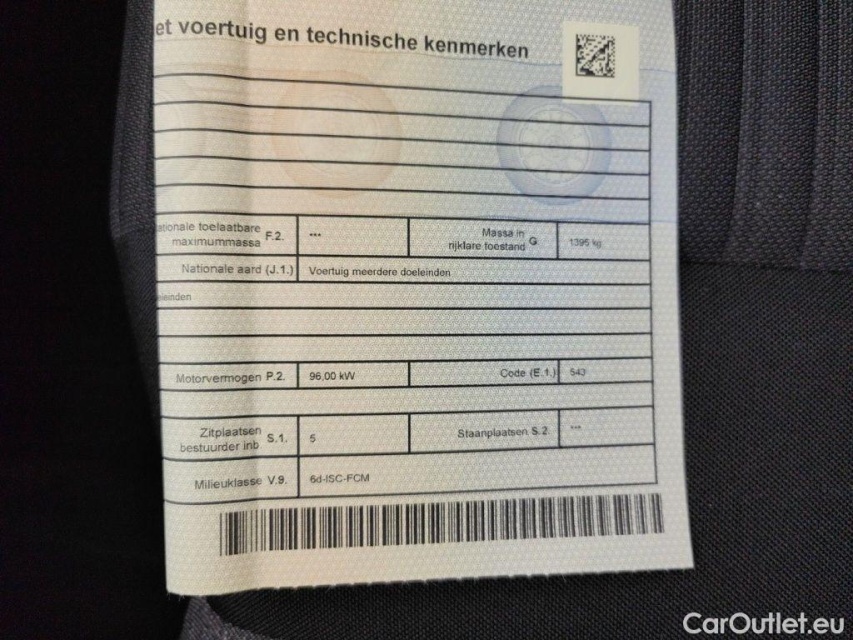 et voertuig en technische kenmerken
ationale toelaatbare
maximummassa F.2. --- Massa in
rijklare toestand G 1395 kg
Nationale aard (J.1.) Voertuig meerdere doeleinden
eleinden
Motorvermogen P.2. 96,00 kW Code (E.1.) 543
Zitplaatsen
bestuurder inb. S.1. 5 Staanplaatsen S.2. ---
Milieuklasse V.9. 6d-ISC-FCM
CarOutlet.eu